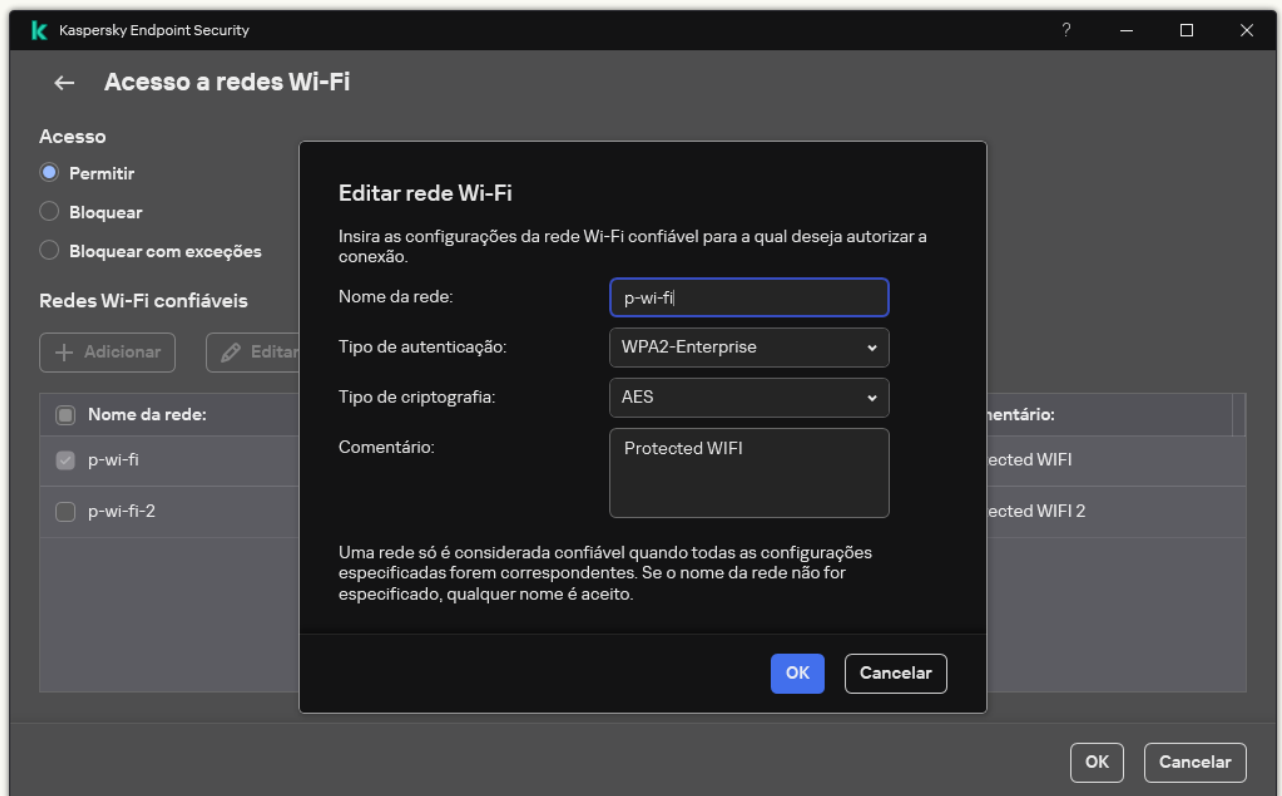 Kaspersky Endpoint Security
?
Acesso a redes Wi-Fi
Acesso
Permitir
Bloquear
Bloquear com exceções
Redes Wi-Fi confiáveis
Adicionar
Editar
Nome da rede:
p-wi-fi
p-wi-fi-2
Editar rede Wi-Fi
Insira as configurações da rede Wi-Fi confiável para a qual deseja autorizar a
conexão.
Nome da rede:
p-wi-fi
Tipo de autenticação:
WPA2-Enterprise
Tipo de criptografia:
AES
Comentário:
Protected WIFI
Uma rede só é considerada confiável quando todas as configurações
especificadas forem correspondentes. Se o nome da rede não for
especificado, qualquer nome é aceito.
OK
Cancelar
nentário:
ected WIFI
ected WIFI 2
OK
Cancelar